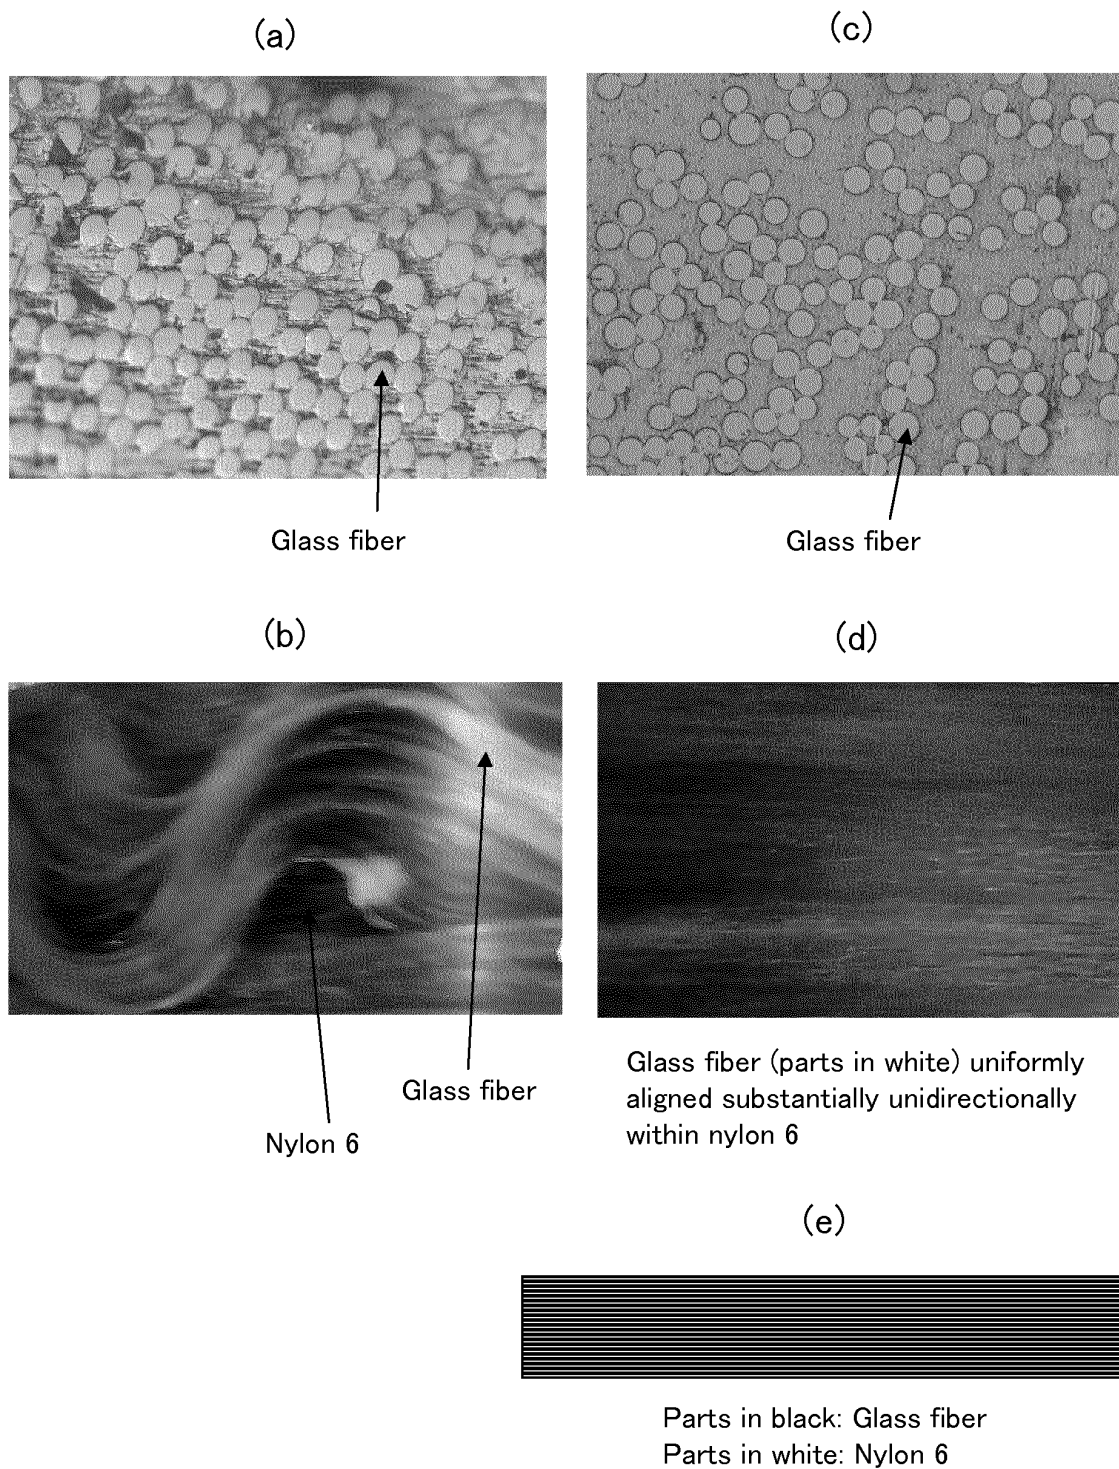 (a)
(c)
Glass fiber
Glass fiber
(b)
(d)
Glass fiber
Nylon 6
Glass fiber (parts in white) uniformly
aligned substantially unidirectionally
within nylon 6
(e)
Parts in black: Glass fiber
Parts in white: Nylon 6